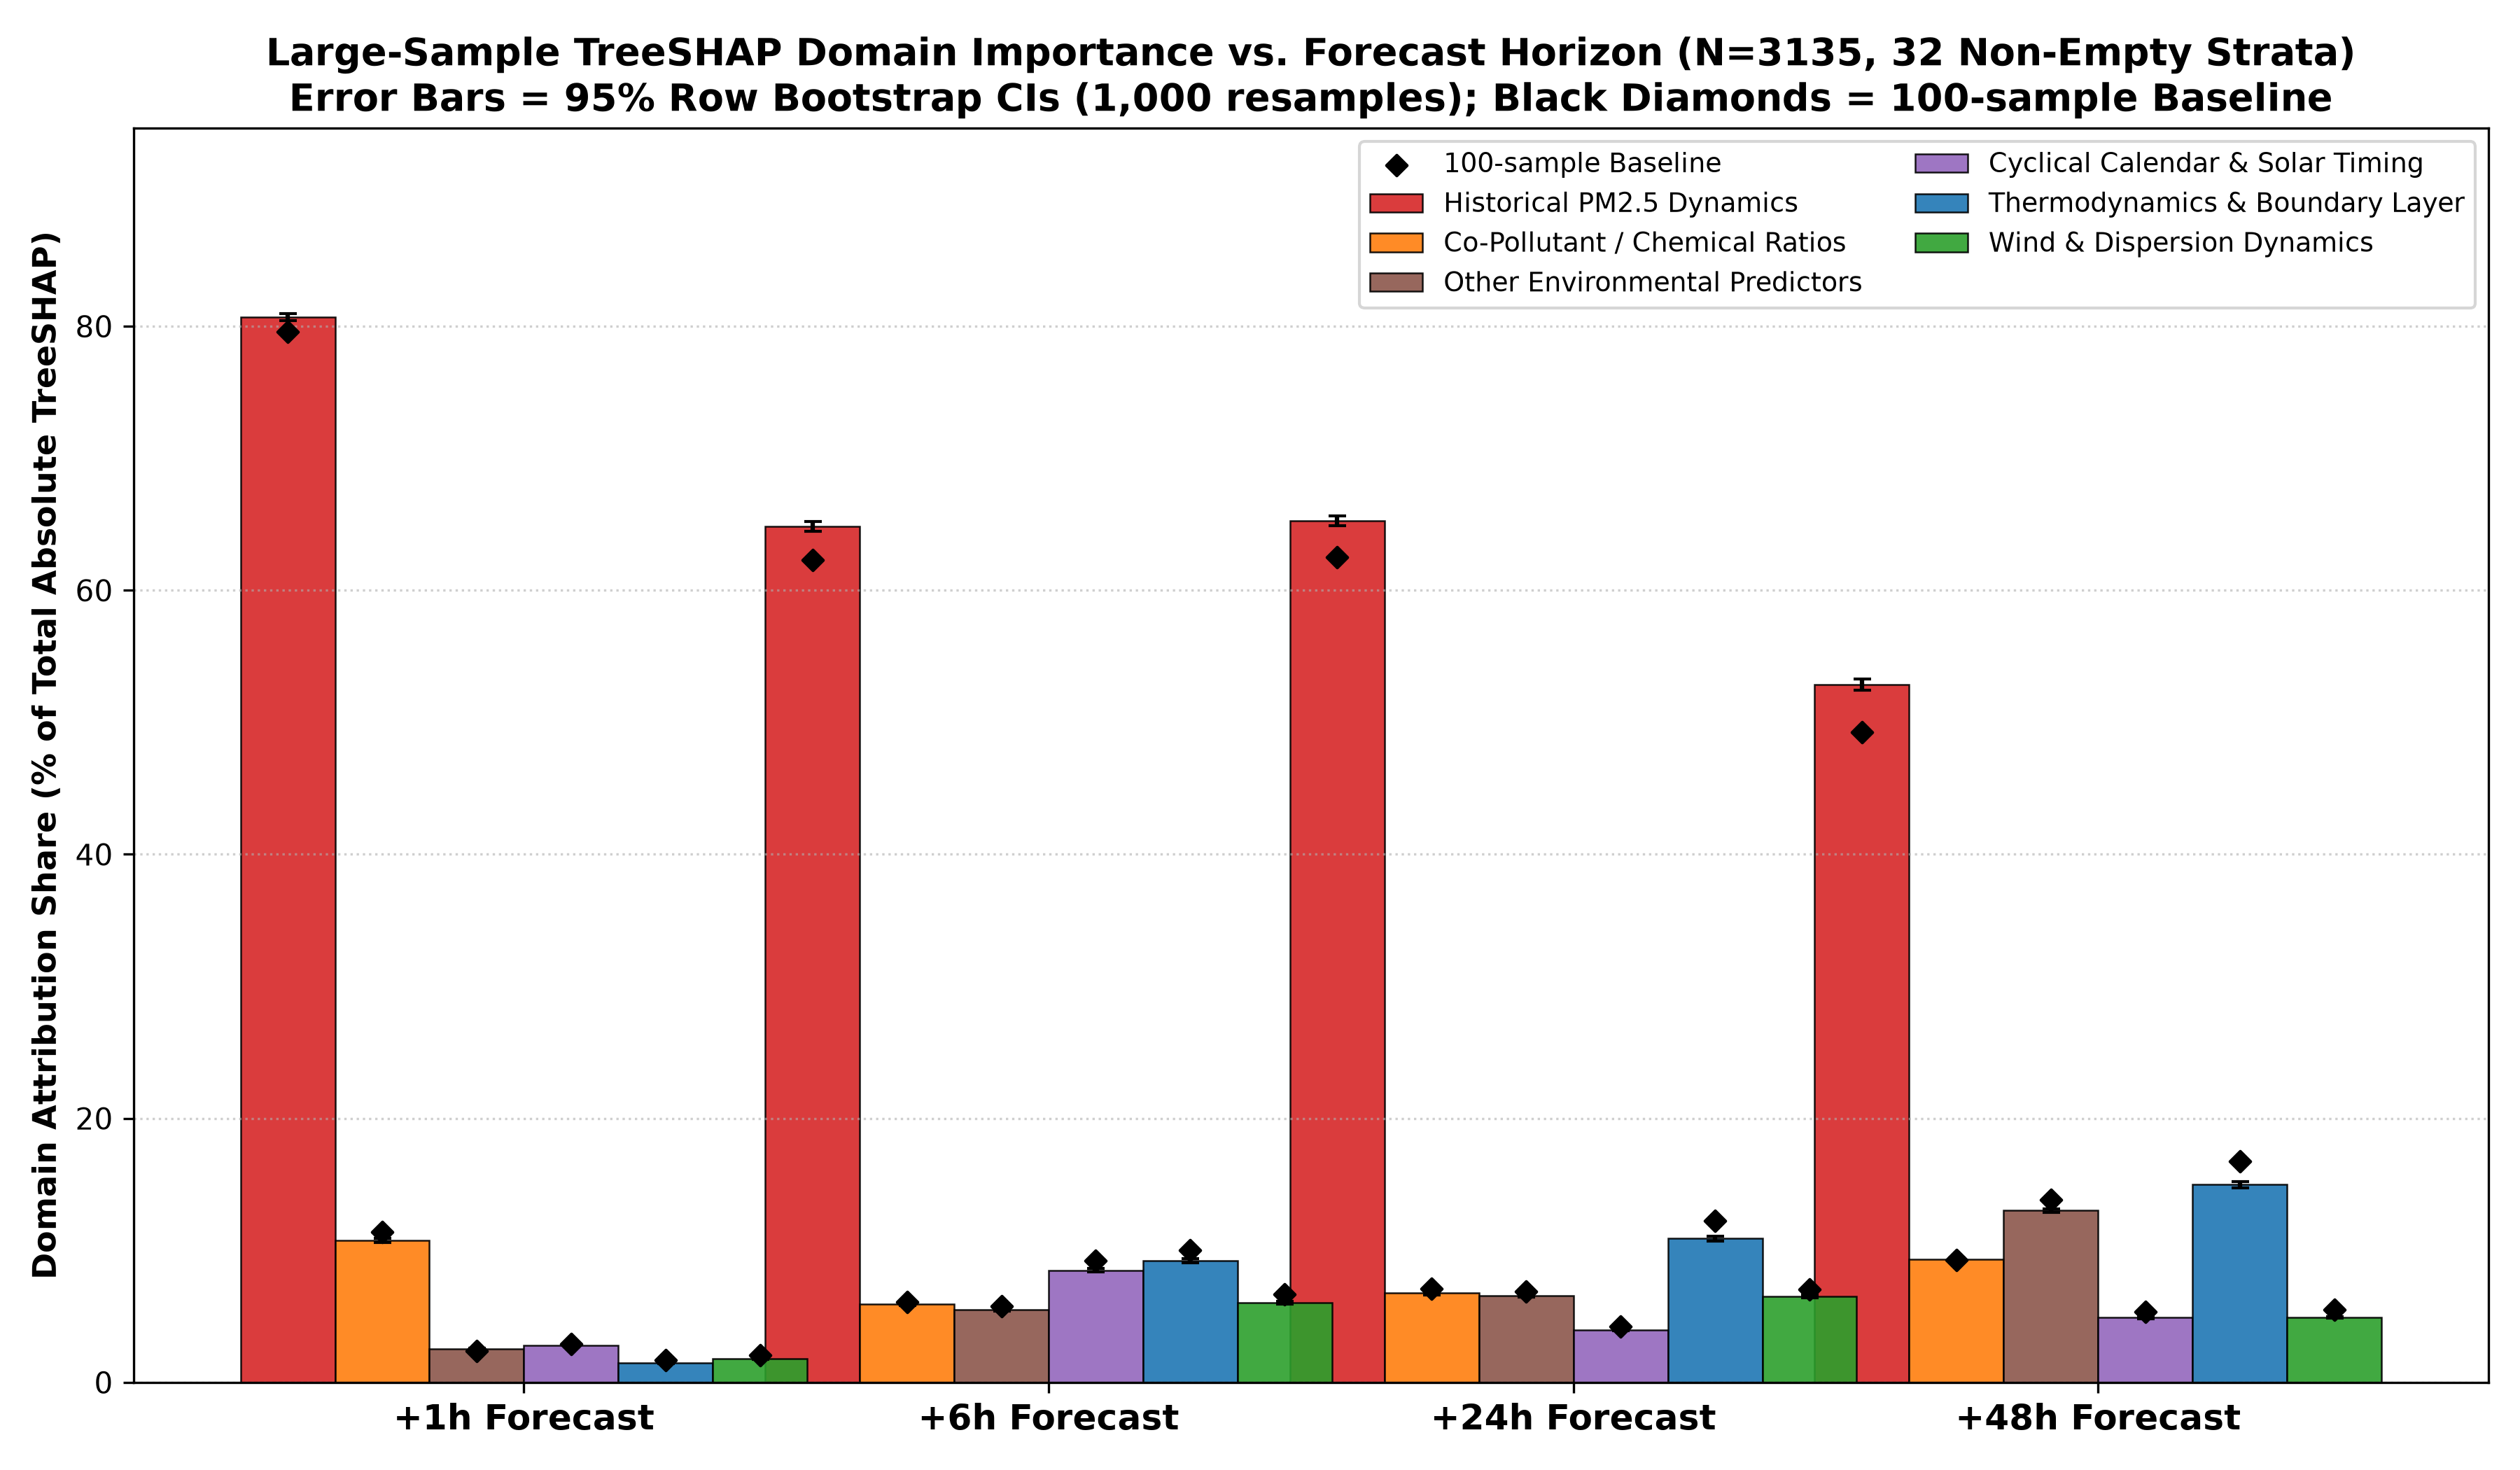 Large-Sample TreeSHAP Domain Importance vs. Forecast Horizon (N=3135, 32 Non-Empty Strata)
Error Bars = 95% Row Bootstrap CIs (1,000 resamples); Black Diamonds = 100-sample Baseline
100-sample Baseline
Historical PM2.5 Dynamics
Co-Pollutant / Chemical Ratios
Other Environmental Predictors
Cyclical Calendar & Solar Timing
Thermodynamics & Boundary Layer
Wind & Dispersion Dynamics
Domain Attribution Share (% of Total Absolute TreeSHAP)
80
60
40
20
0
+1h Forecast
+6h Forecast
+24h Forecast
+48h Forecast